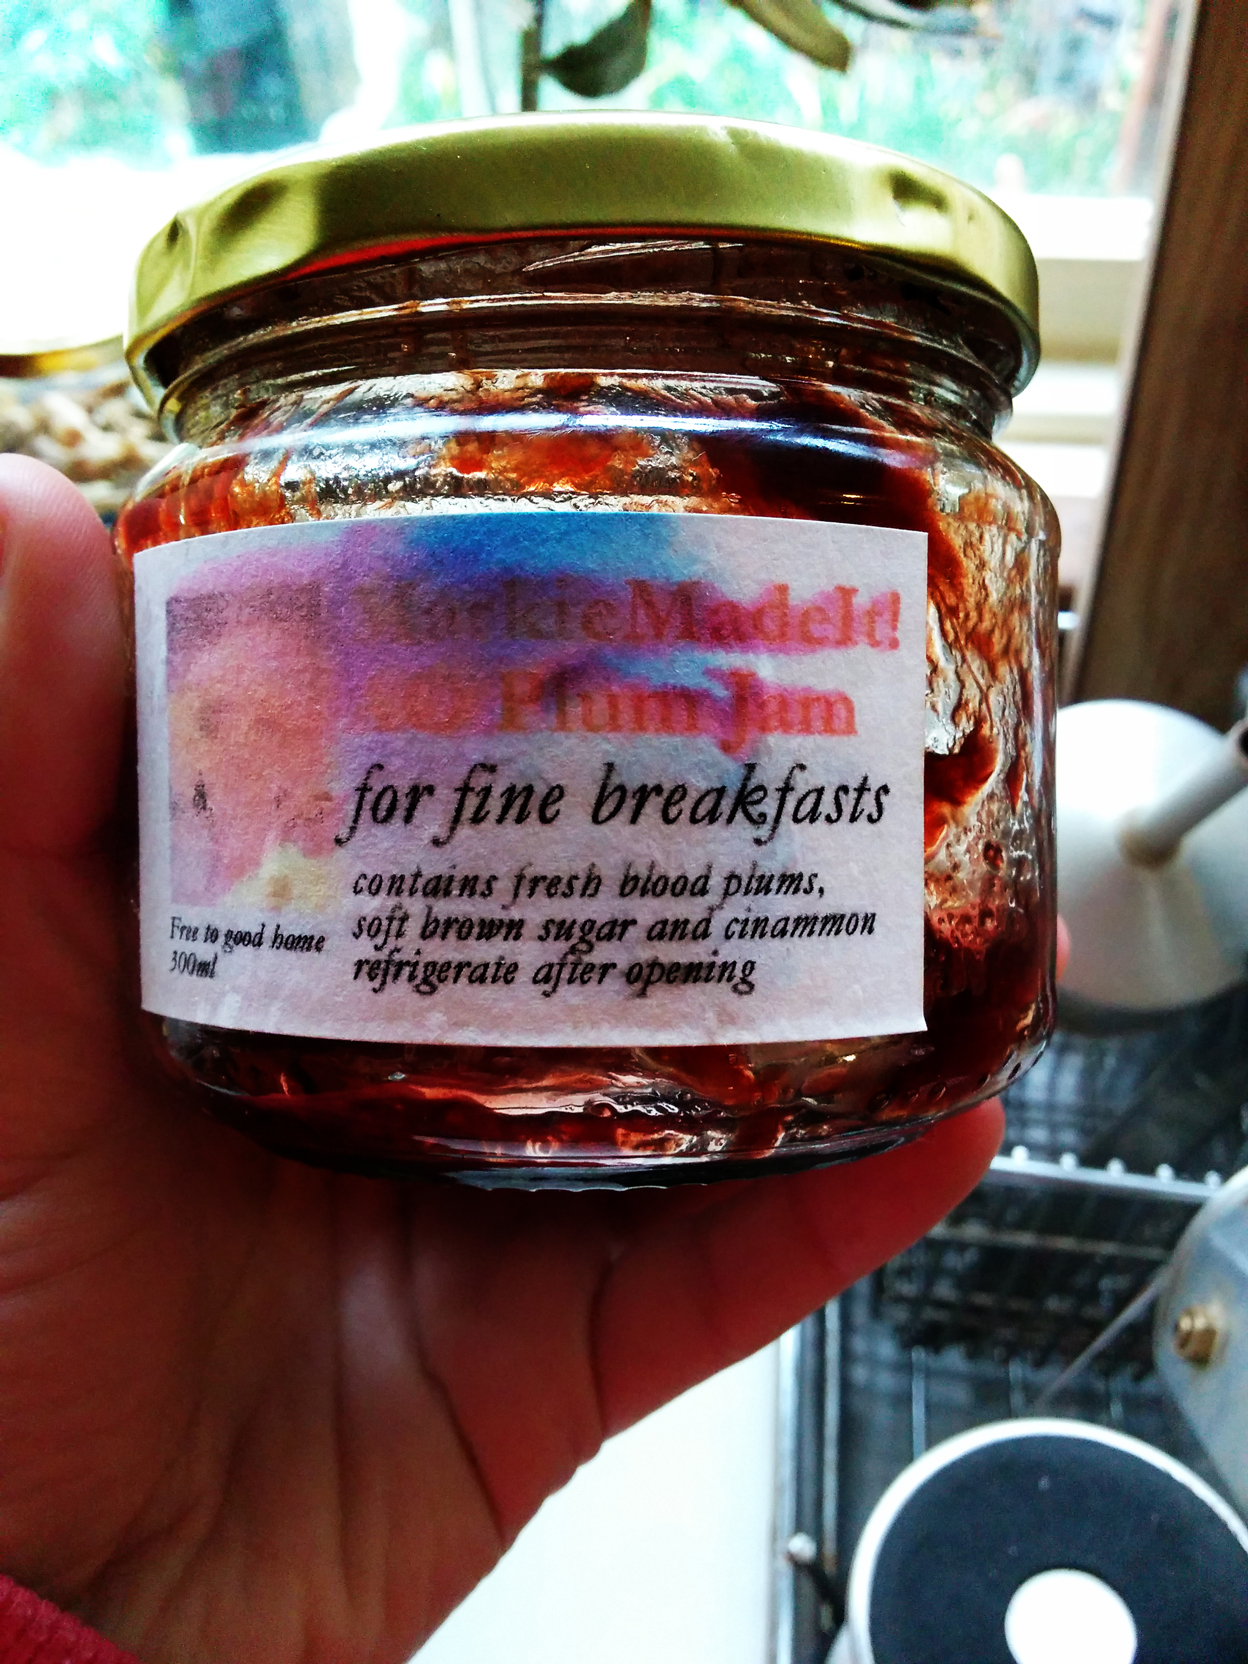 MadeIt!
Plum Jam
for fine breakfasts
contains fresh blood plums,
soft brown sugar and cinammon
refrigerate after opening
Free to good home
300ml